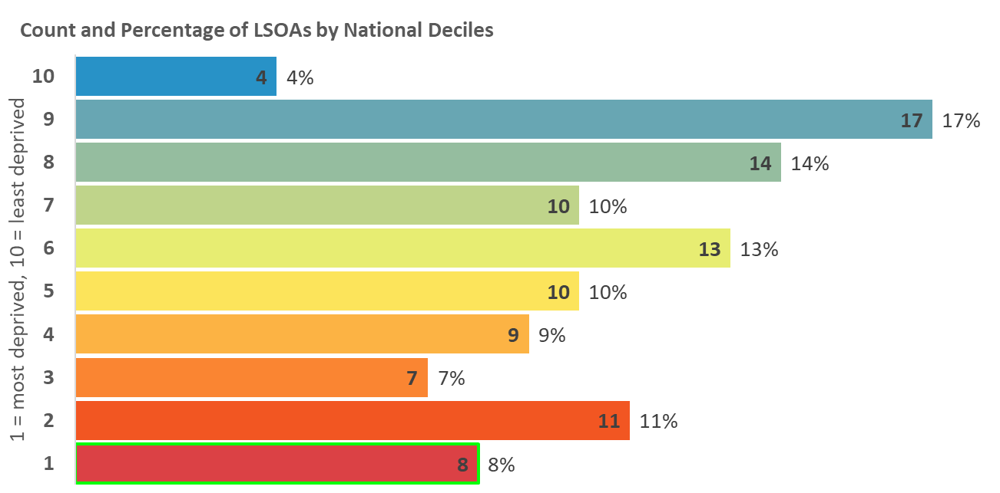 Count and Percentage of LSOAs by National Deciles
1 = most deprived, 10 = least deprived
10 4 4%
9 17 17%
8 14 14%
7 10 10%
6 13 13%
5 10 10%
4 9 9%
3 7 7%
2 11 11%
1 8 8%